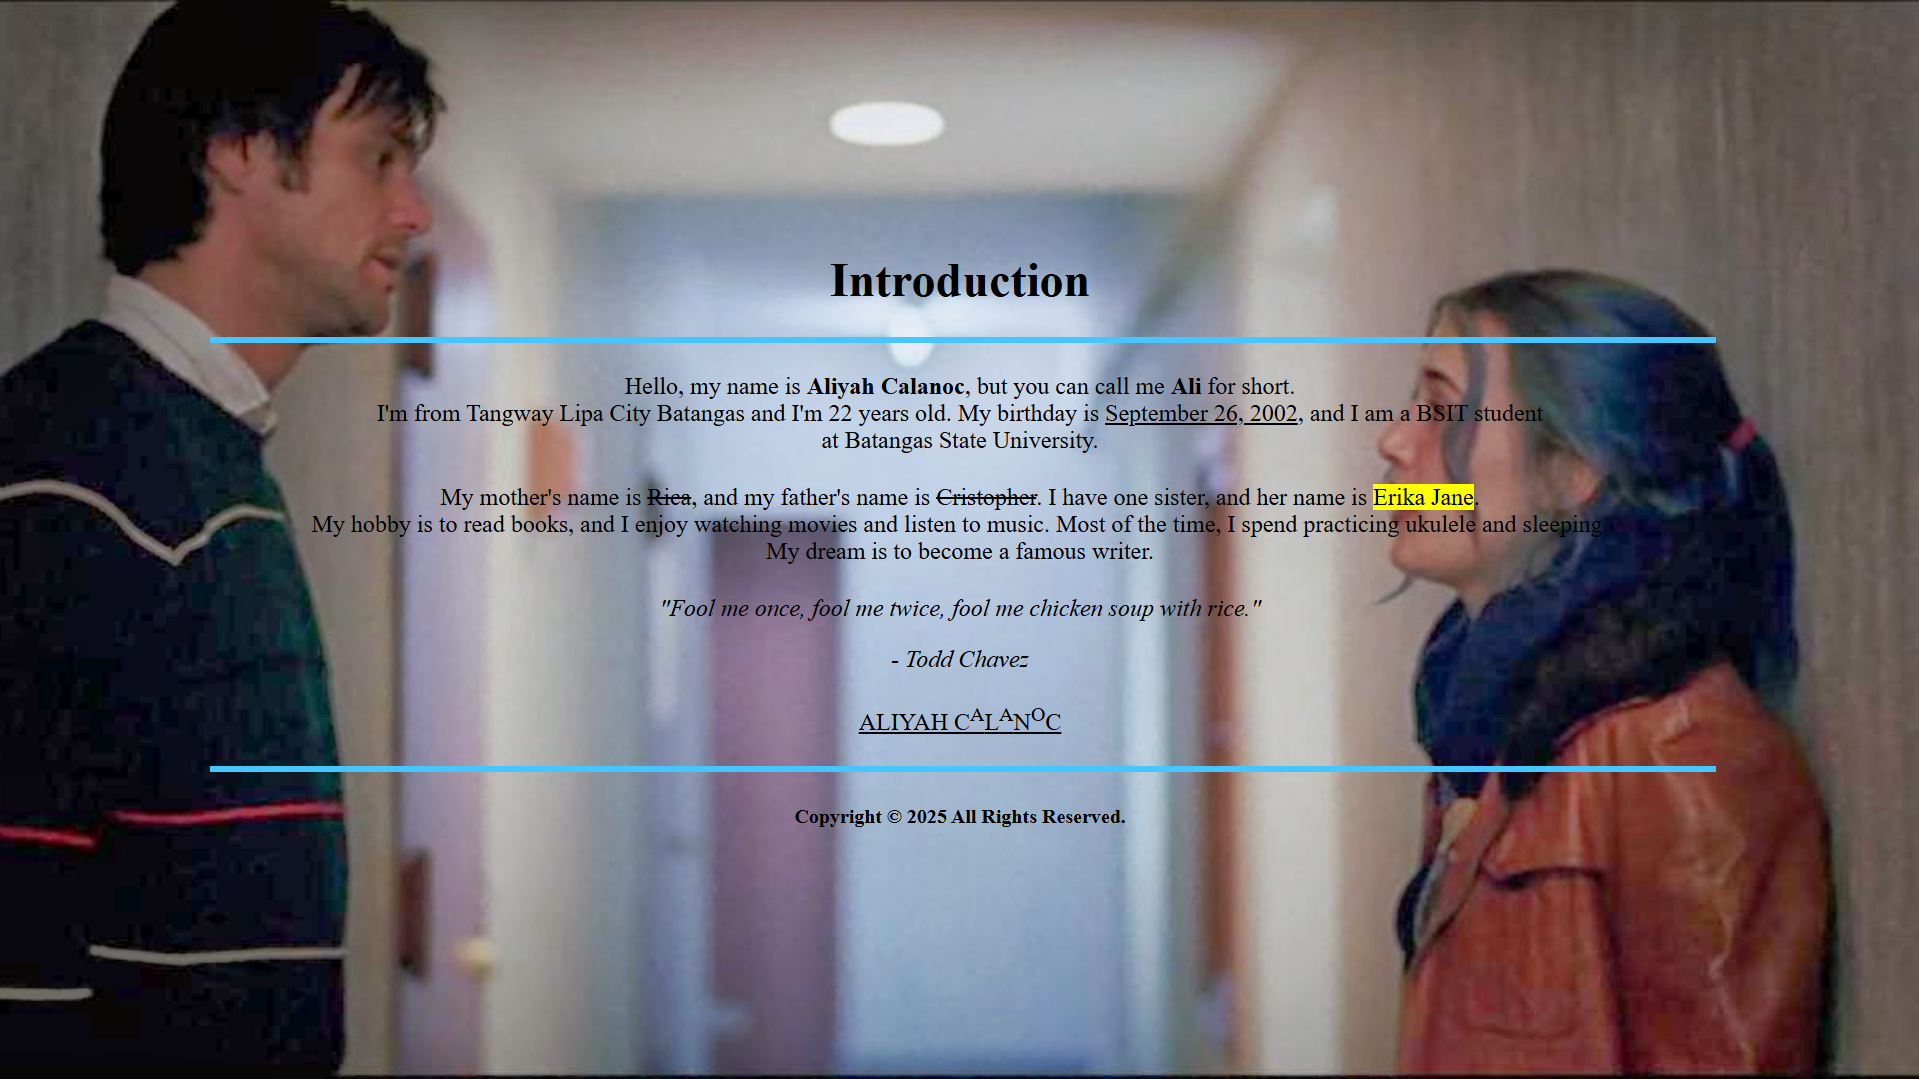 Introduction
Hello, my name is Aliyah Calanoc, but you can call me Ali for short.
I'm from Tangway Lipa City Batangas and I'm 22 years old. My birthday is September 26, 2002, and I am a BSIT student
at Batangas State University.
My mother's name is Rica, and my father's name is Cristopher. I have one sister, and her name is Erika Jane.
My hobby is to read books, and I enjoy watching movies and listen to music. Most of the time, I spend practicing ukulele and sleeping.
My dream is to become a famous writer.
"Fool me once, fool me twice, fool me chicken soup with rice."
- Todd Chavez
ALIYAH CALANOC
Copyright © 2025 All Rights Reserved.